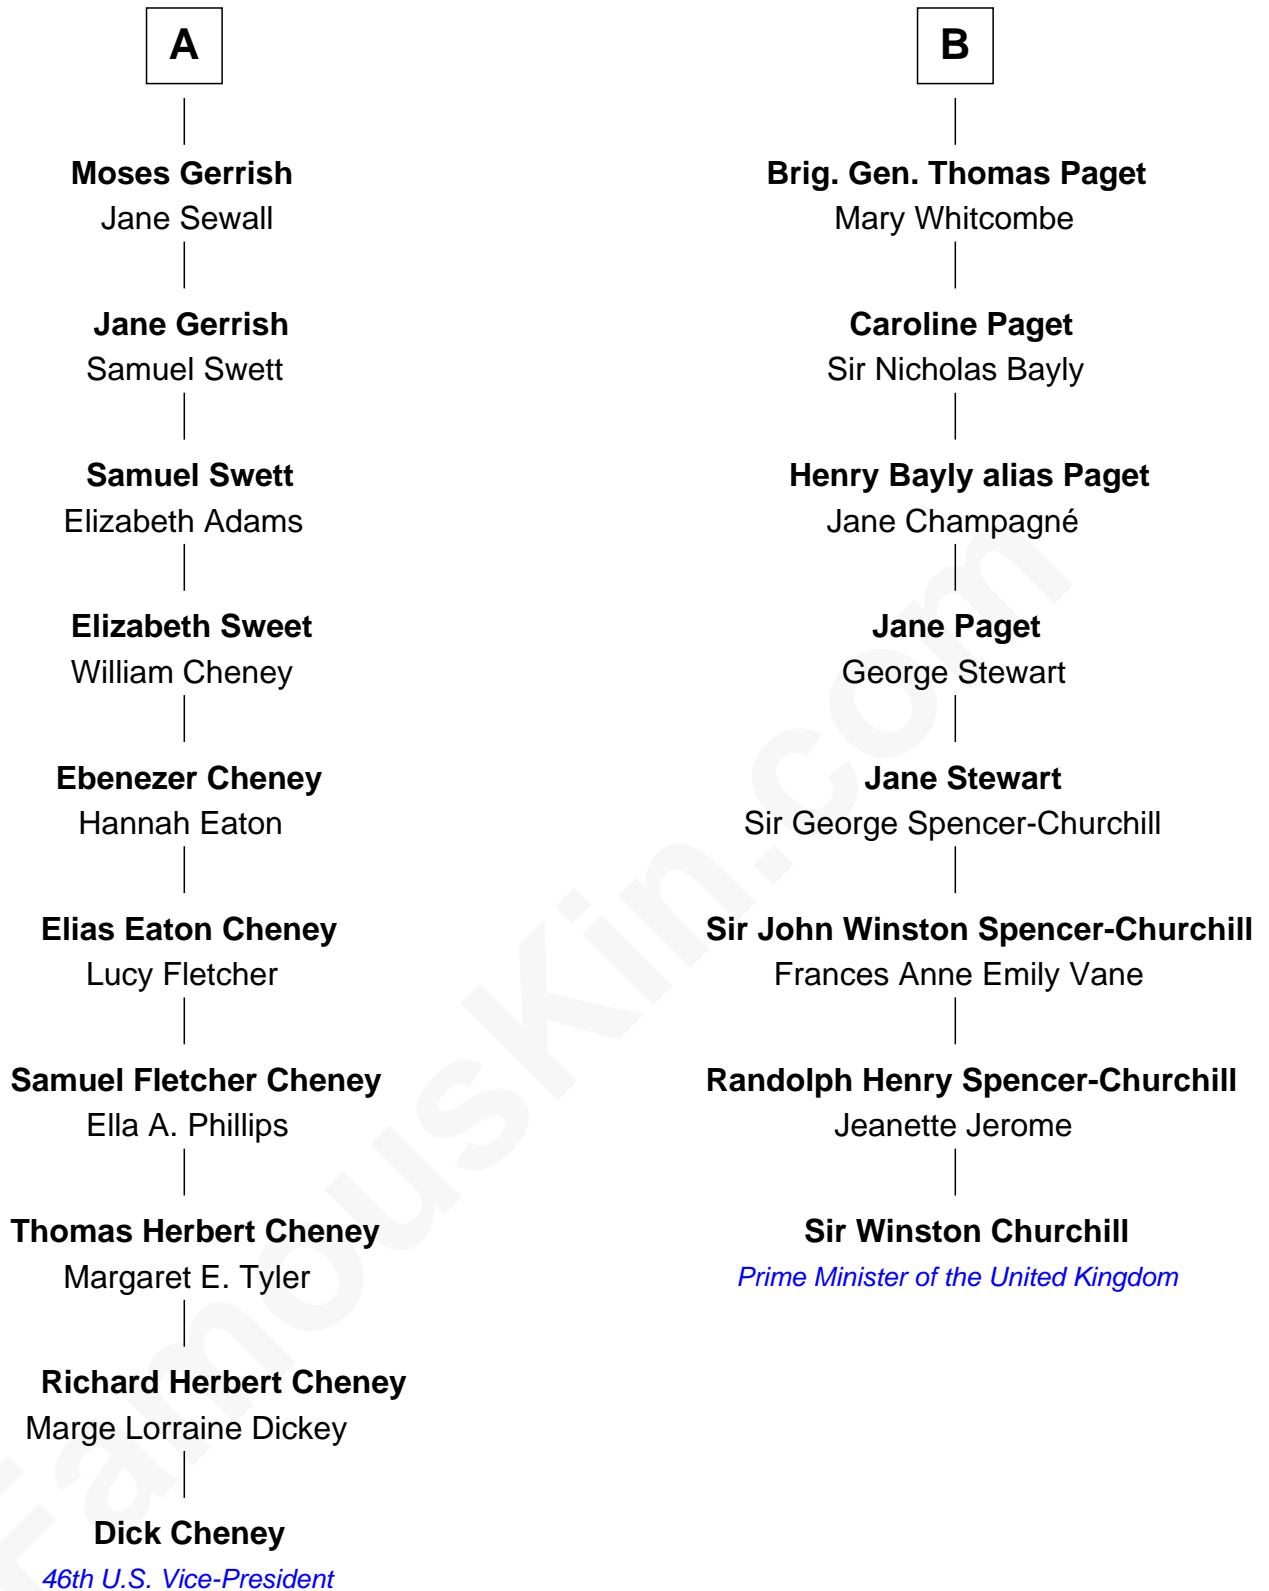 A
Moses Gerrish
Jane Sewall
Jane Gerrish
Samuel Swett
Samuel Swett
Elizabeth Adams
Elizabeth Sweet
William Cheney
Ebenezer Cheney
Hannah Eaton
Elias Eaton Cheney
Lucy Fletcher
Samuel Fletcher Cheney
Ella A. Phillips
Thomas Herbert Cheney
Margaret E. Tyler
Richard Herbert Cheney
Marge Lorraine Dickey
Dick Cheney
46th U.S. Vice-President
B
Brig. Gen. Thomas Paget
Mary Whitcombe
Caroline Paget
Sir Nicholas Bayly
Henry Bayly alias Paget
Jane Champagné
Jane Paget
George Stewart
Jane Stewart
Sir George Spencer-Churchill
Sir John Winston Spencer-Churchill
Frances Anne Emily Vane
Randolph Henry Spencer-Churchill
Jeanette Jerome
Sir Winston Churchill
Prime Minister of the United Kingdom
FamousKin.com